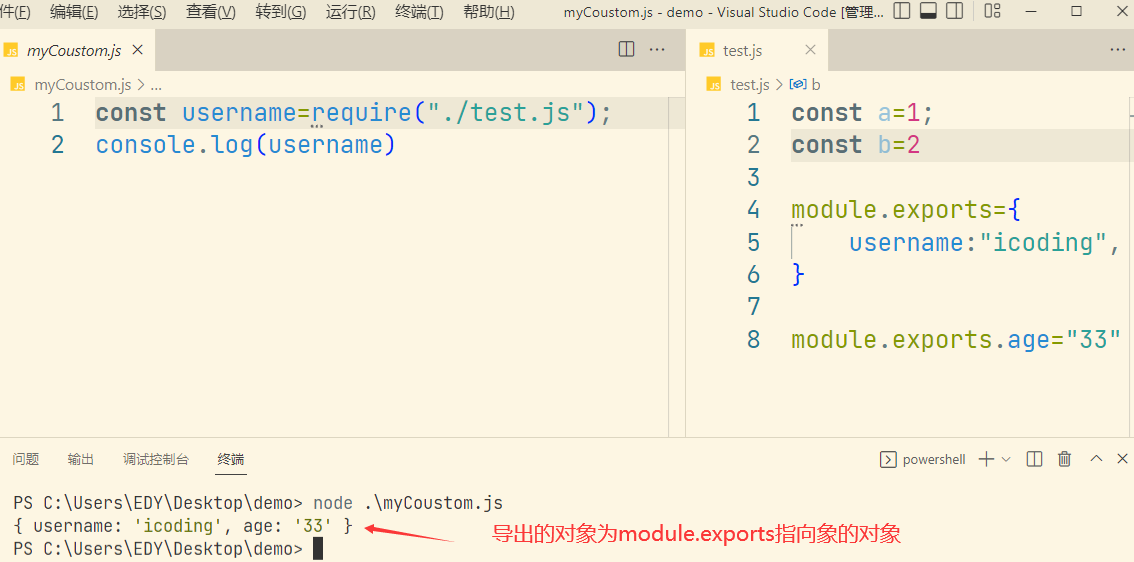 件(F) 编辑(E) 选择(S) 查看(V) 转到(G) 运行(R) 终端(T) 帮助(H) myCoustom.js - demo - Visual Studio Code [管理...
JS myCoustom.js
JS myCoustom.js > ...
1 const username=require("./test.js");
2 console.log(username)
JS test.js
JS test.js > b
1 const a=1;
2 const b=2
3
4 module.exports={
5 username:"icoding",
6 }
7
8 module.exports.age="33"
问题 输出 调试控制台 终端 powershell
PS C:\Users\EDY\Desktop\demo> node .\myCoustom.js
{ username: 'icoding', age: '33' }
导出的对象为module.exports指向象的对象
PS C:\Users\EDY\Desktop\demo>